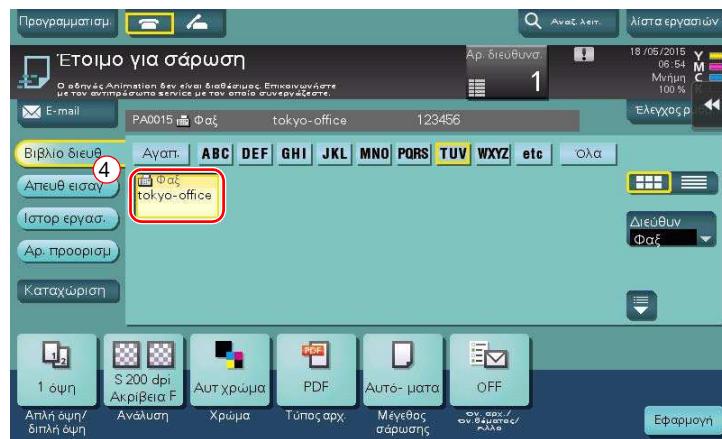 Προγραμματισμ.
Αναζ. λειτ.
λίστα εργασιών
Έτοιμο για σάρωση
Αρ. διευθυνσ.
1
Ο οδηγός Animation δεν είναι διαθέσιμος. Επικοινωνήστε
με τον αντιπρόσωπο service με τον οποίο συνεργάζεστε.
18/05/2015
06:54
Μνήμη
100 %
Y
M
C
E-mail
PA0015 Φαξ tokyo-office 123456
Βιβλίο διευθ
Αγαπ. ABC DEF GHI JKL MNO PQRS TUV WXYZ etc Όλα
4
Φαξ
tokyo-office
Απευθ εισαγ
Ιστορ εργασ.
Αρ. προορισμ
Καταχώριση
Διεύθυν
Φαξ
1 όψη
S 200 dpi
Ακρίβεια F
Αυτ χρώμα
PDF
Αυτό- ματα
OFF
Απλή όψη/
διπλή όψη
Ανάλυση
Χρώμα
Τύπος αρχ.
Μέγεθος
σάρωσης
Εφαρμογή